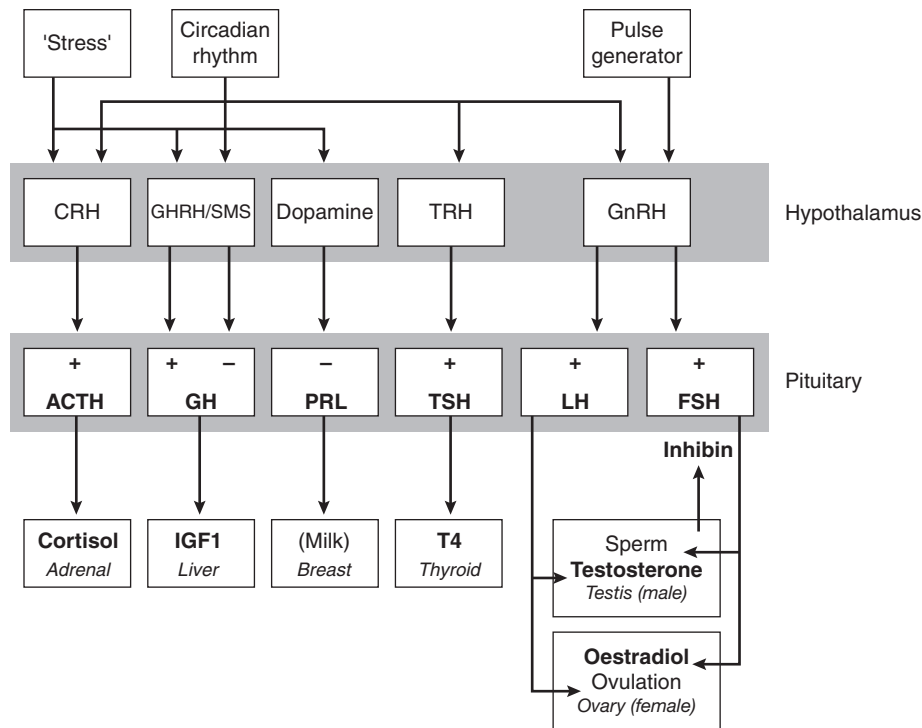 'Stress'
Circadian
rhythm
Pulse
generator
CRH
GHRH/SMS
Dopamine
TRH
GnRH
Hypothalamus
+
ACTH
+ –
GH
–
PRL
+
TSH
+
LH
+
FSH
Pituitary
Inhibin
Cortisol
Adrenal
IGF1
Liver
(Milk)
Breast
T4
Thyroid
Sperm
Testosterone
Testis (male)
Oestradiol
Ovulation
Ovary (female)